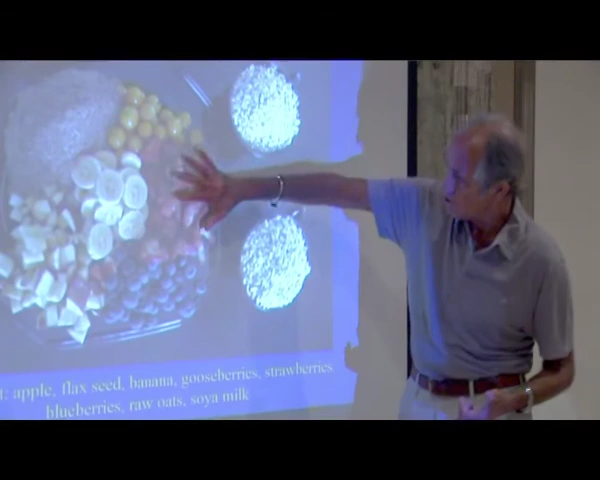 : apple, flax seed, banana, gooseberries, strawberries
blueberries, raw oats, soya milk